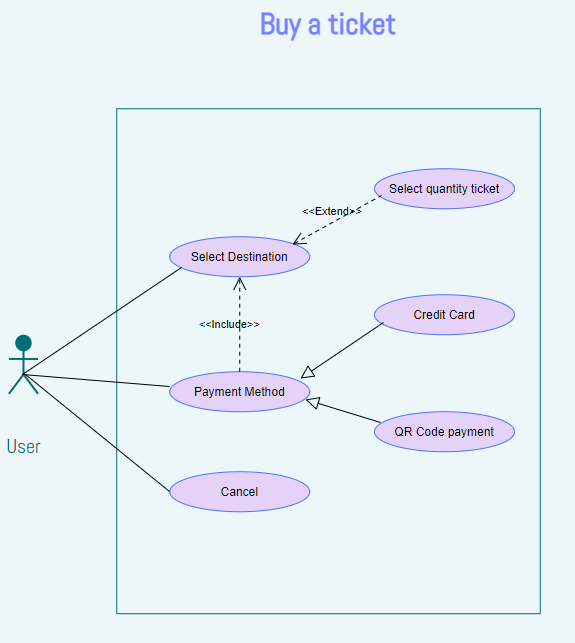 Buy a ticket
Select quantity ticket
<<Extend>>
Select Destination
Credit Card
<<Include>>
Payment Method
QR Code payment
User
Cancel